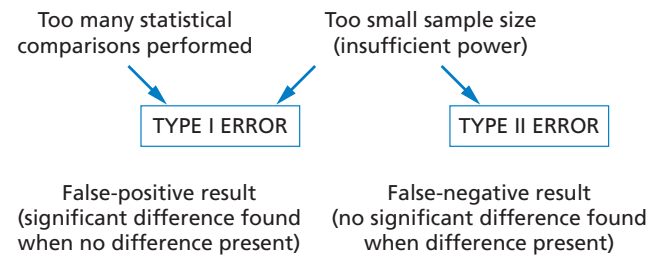 Too many statistical
comparisons performed
Too small sample size
(insufficient power)
TYPE I ERROR
TYPE II ERROR
False-positive result
(significant difference found
when no difference present)
False-negative result
(no significant difference found
when difference present)